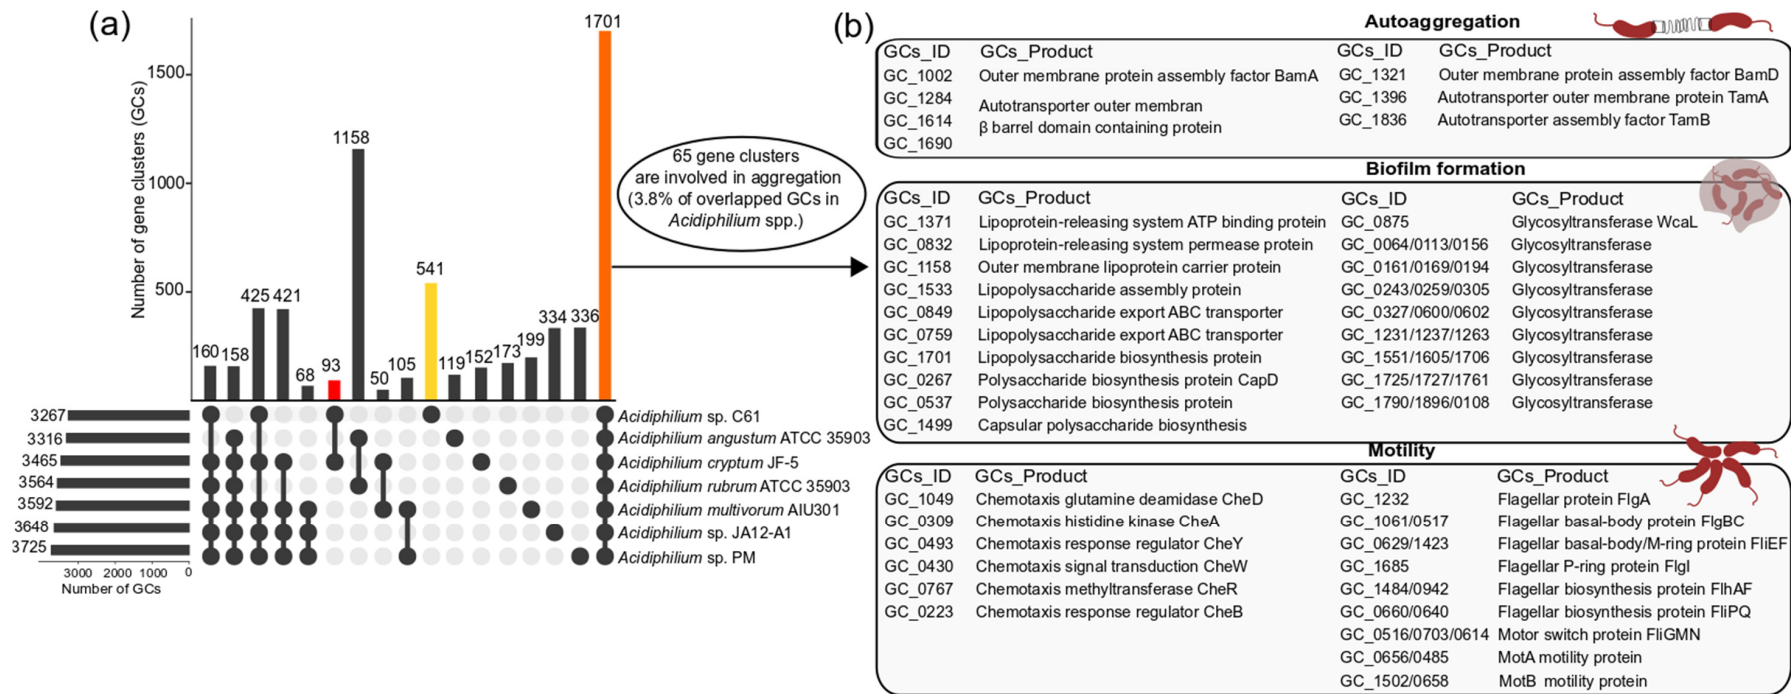 (a)
1701
1500
1158
1000
541
500
425 421
334 336
199
160 158
119 152 173
105
93
68
50
Number of gene clusters (GCs)
3267
3316
3465
3564
3592
3648
3725
3000 2000 1000 0
Number of GCs
Acidiphilium sp. C61
Acidiphilium angustum ATCC 35903
Acidiphilium cryptum JF-5
Acidiphilium rubrum ATCC 35903
Acidiphilium multivorum AIU301
Acidiphilium sp. JA12-A1
Acidiphilium sp. PM
65 gene clusters
are involved in aggregation
(3.8% of overlapped GCs in
Acidiphilium spp.)
(b)
Autoaggregation
GCs_ID GCs_Product GCs_ID GCs_Product
GC_1002 Outer membrane protein assembly factor BamA GC_1321 Outer membrane protein assembly factor BamD
GC_1284 Autotransporter outer membran GC_1396 Autotransporter outer membrane protein TamA
GC_1614 β barrel domain containing protein GC_1836 Autotransporter assembly factor TamB
GC_1690
Biofilm formation
GCs_ID GCs_Product GCs_ID GCs_Product
GC_1371 Lipoprotein-releasing system ATP binding protein GC_0875 Glycosyltransferase WcaL
GC_0832 Lipoprotein-releasing system permease protein GC_0064/0113/0156 Glycosyltransferase
GC_1158 Outer membrane lipoprotein carrier protein GC_0161/0169/0194 Glycosyltransferase
GC_1533 Lipopolysaccharide assembly protein GC_0243/0259/0305 Glycosyltransferase
GC_0849 Lipopolysaccharide export ABC transporter GC_0327/0600/0602 Glycosyltransferase
GC_0759 Lipopolysaccharide export ABC transporter GC_1231/1237/1263 Glycosyltransferase
GC_1701 Lipopolysaccharide biosynthesis protein GC_1551/1605/1706 Glycosyltransferase
GC_0267 Polysaccharide biosynthesis protein CapD GC_1725/1727/1761 Glycosyltransferase
GC_0537 Polysaccharide biosynthesis protein GC_1790/1896/0108 Glycosyltransferase
GC_1499 Capsular polysaccharide biosynthesis
Motility
GCs_ID GCs_Product GCs_ID GCs_Product
GC_1049 Chemotaxis glutamine deamidase CheD GC_1232 Flagellar protein FlgA
GC_0309 Chemotaxis histidine kinase CheA GC_1061/0517 Flagellar basal-body protein FlgBC
GC_0493 Chemotaxis response regulator CheY GC_0629/1423 Flagellar basal-body/M-ring protein FliEF
GC_0430 Chemotaxis signal transduction CheW GC_1685 Flagellar P-ring protein FlgI
GC_0767 Chemotaxis methyltransferase CheR GC_1484/0942 Flagellar biosynthesis protein FlhAF
GC_0223 Chemotaxis response regulator CheB GC_0660/0640 Flagellar biosynthesis protein FliPQ
GC_0516/0703/0614 Motor switch protein FliGMN
GC_0656/0485 MotA motility protein
GC_1502/0658 MotB motility protein